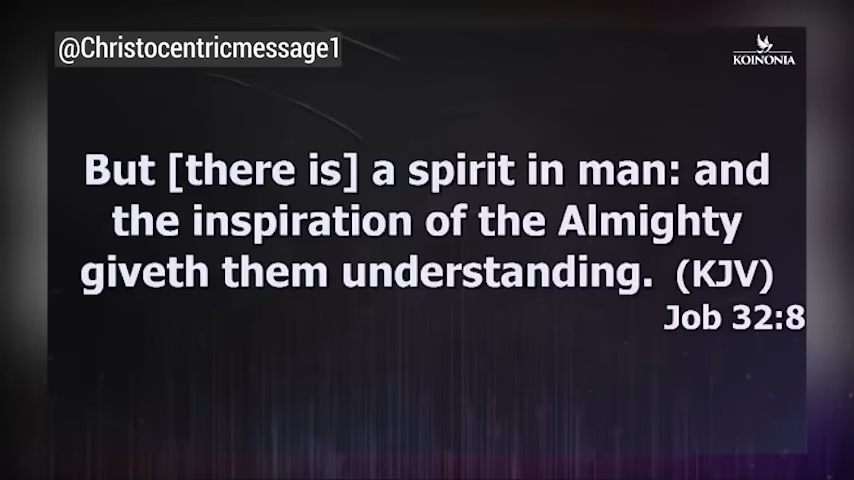 @Christocentricmessage1
KOINONIA
But [there is] a spirit in man: and
the inspiration of the Almighty
giveth them understanding. (KJV)
Job 32:8